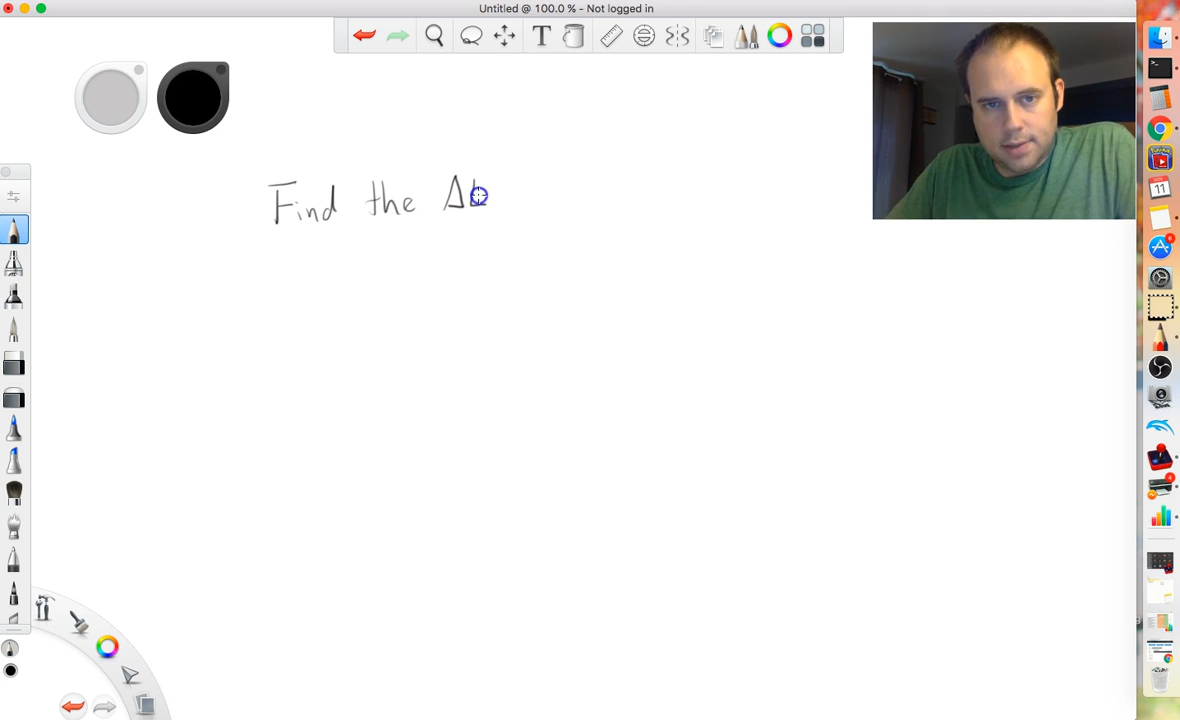 Untitled @ 100.0 % - Not logged in
Find the Δ